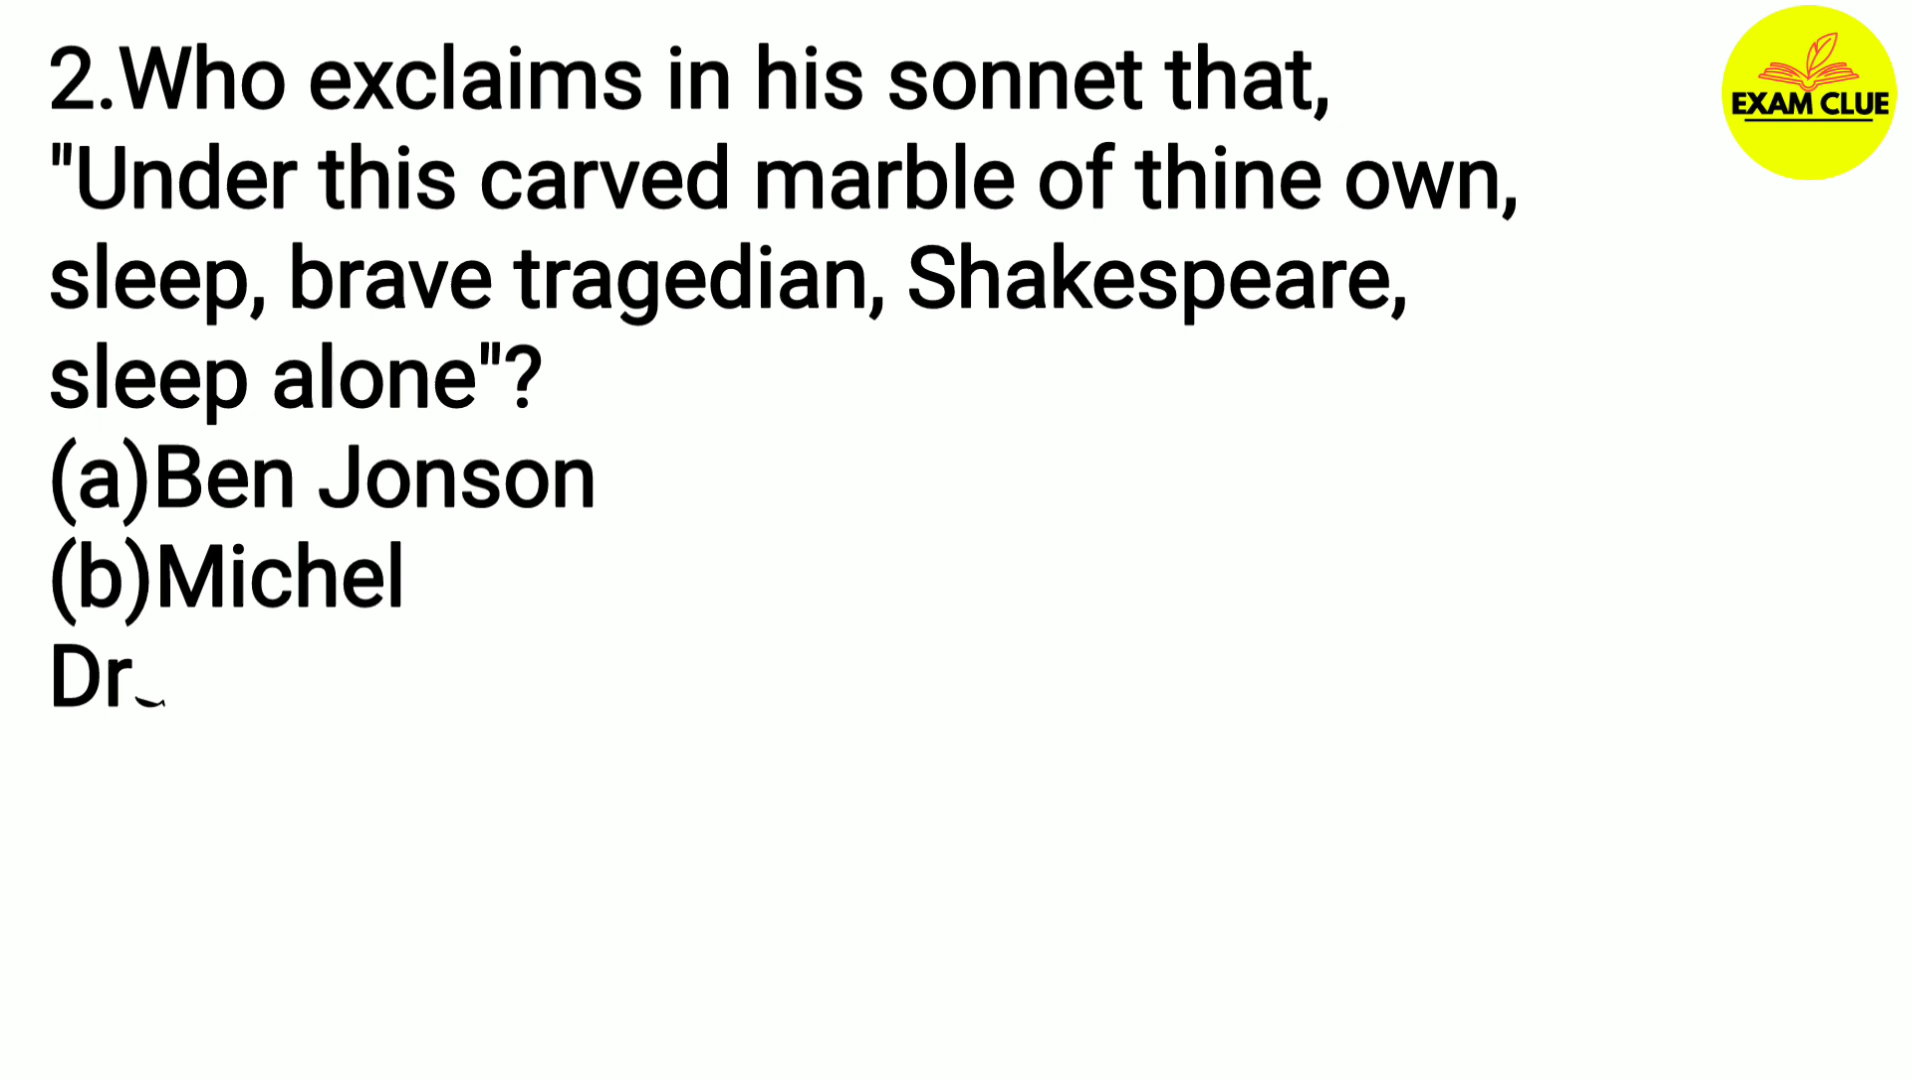 2.Who exclaims in his sonnet that,
"Under this carved marble of thine own,
sleep, brave tragedian, Shakespeare,
sleep alone"?
(a)Ben Jonson
(b)Michel
Dr
EXAM CLUE